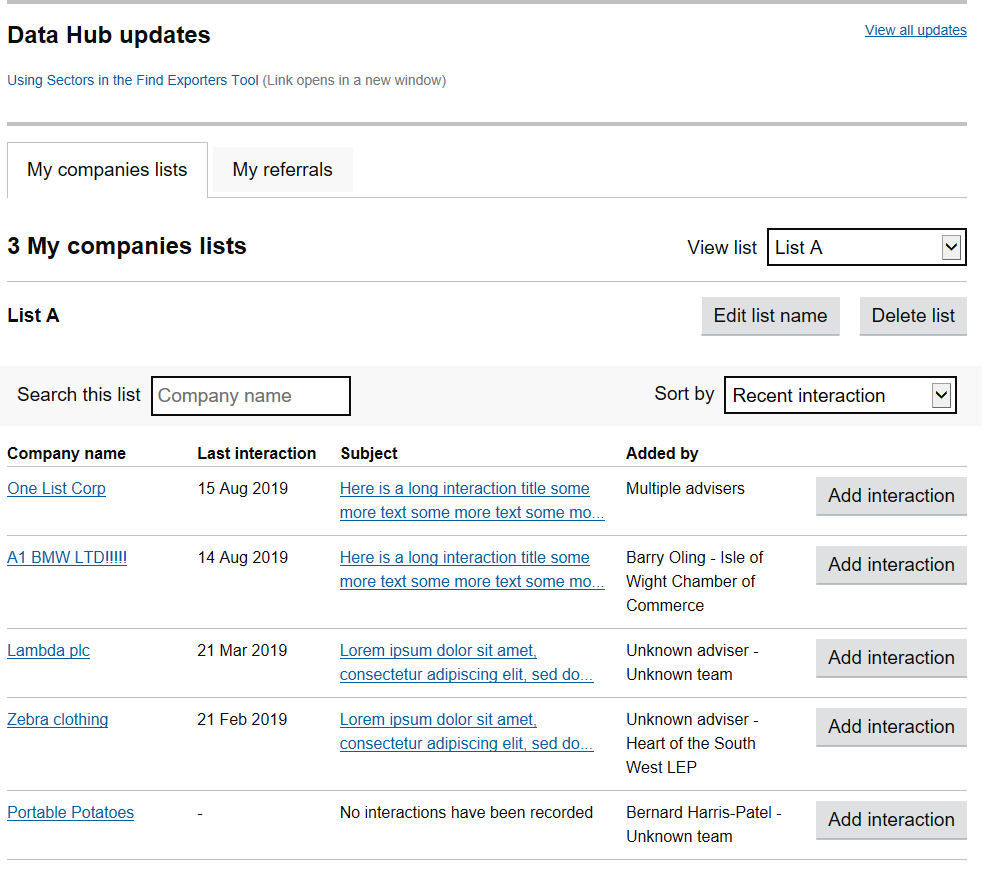 Data Hub updates
View all updates
Using Sectors in the Find Exporters Tool (Link opens in a new window)
My companies lists
My referrals
3 My companies lists
View list
List A
List A
Edit list name
Delete list
Search this list
Company name
Sort by
Recent interaction
Company name
Last interaction
Subject
Added by
One List Corp
15 Aug 2019
Here is a long interaction title some
more text some more text some mo...
Multiple advisers
Add interaction
A1 BMW LTD!!!!!
14 Aug 2019
Here is a long interaction title some
more text some more text some mo...
Barry Oling - Isle of
Wight Chamber of
Commerce
Add interaction
Lambda plc
21 Mar 2019
Lorem ipsum dolor sit amet,
consectetur adipiscing elit, sed do...
Unknown adviser -
Unknown team
Add interaction
Zebra clothing
21 Feb 2019
Lorem ipsum dolor sit amet,
consectetur adipiscing elit, sed do...
Unknown adviser -
Heart of the South
West LEP
Add interaction
Portable Potatoes
-
No interactions have been recorded
Bernard Harris-Patel -
Unknown team
Add interaction